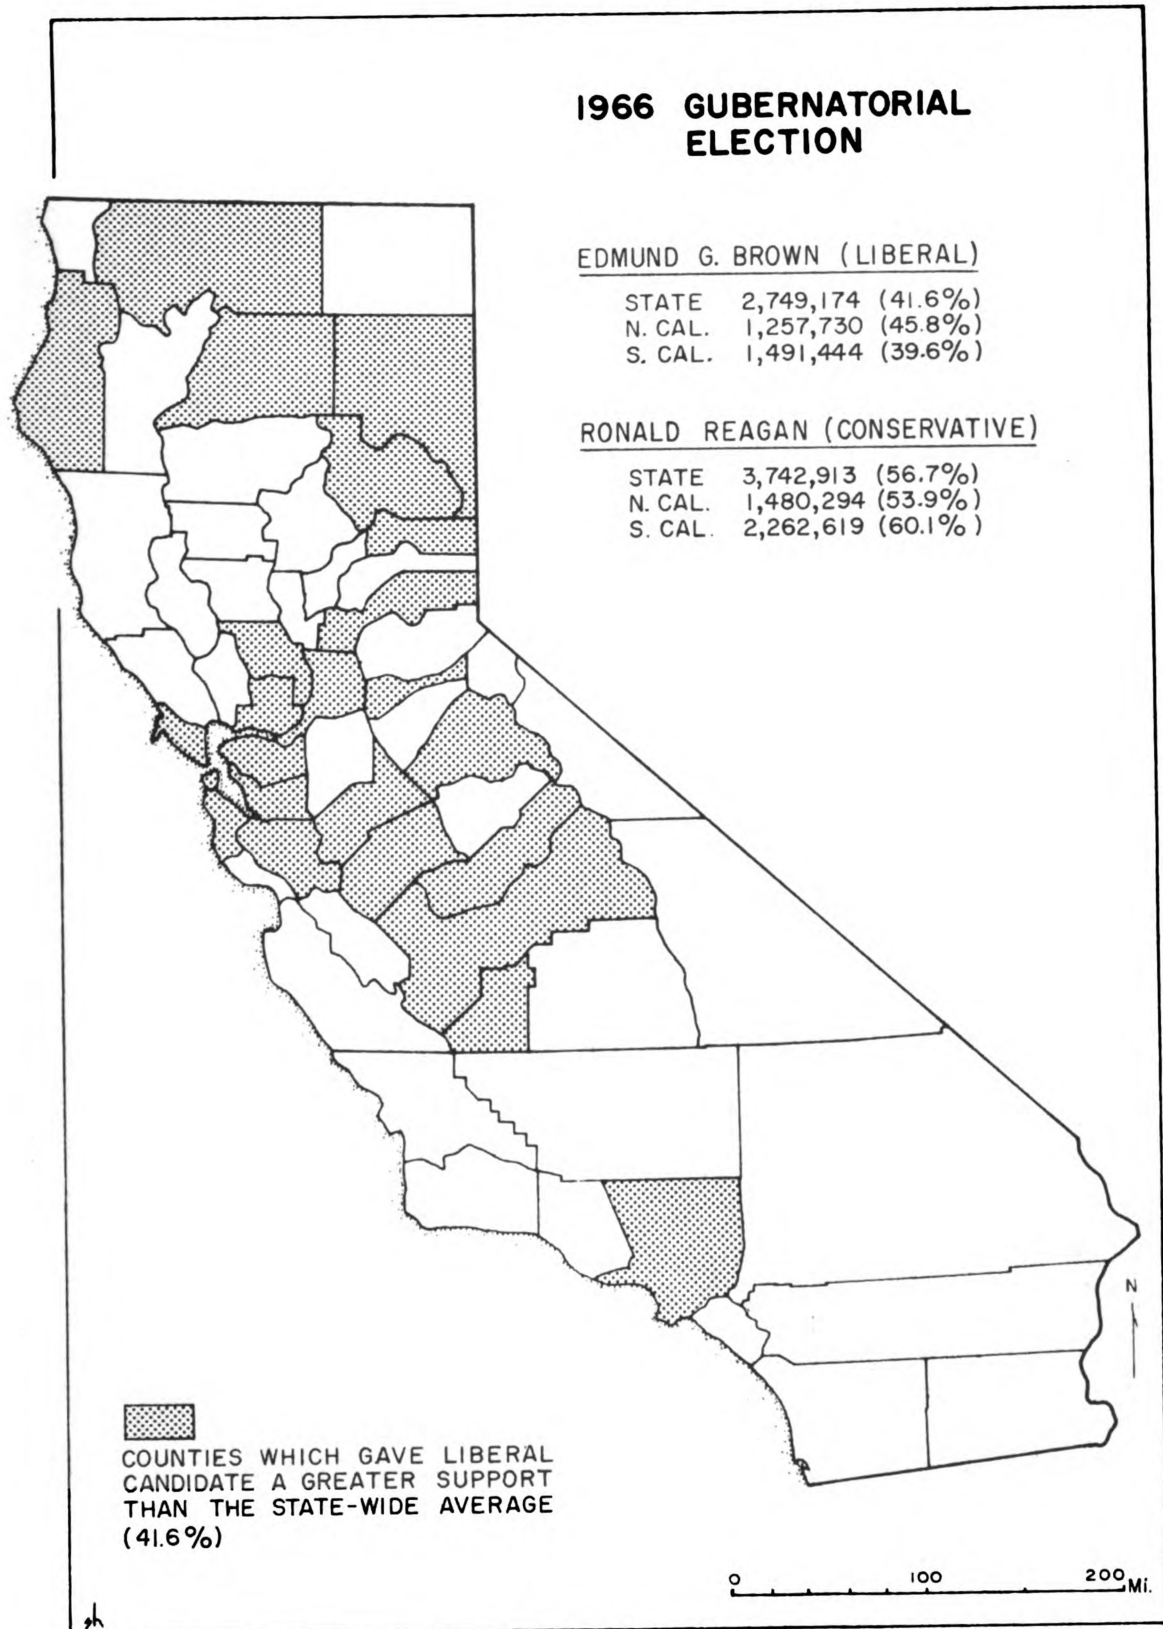 1966 GUBERNATORIAL
ELECTION
EDMUND G. BROWN (LIBERAL)
STATE 2,749,174 (41.6%)
N. CAL. 1,257,730 (45.8%)
S. CAL. 1,491,444 (39.6%)
RONALD REAGAN (CONSERVATIVE)
STATE 3,742,913 (56.7%)
N. CAL. 1,480,294 (53.9%)
S. CAL. 2,262,619 (60.1%)
N
COUNTIES WHICH GAVE LIBERAL
CANDIDATE A GREATER SUPPORT
THAN THE STATE-WIDE AVERAGE
(41.6%)
0 100 200 Mi.
sh